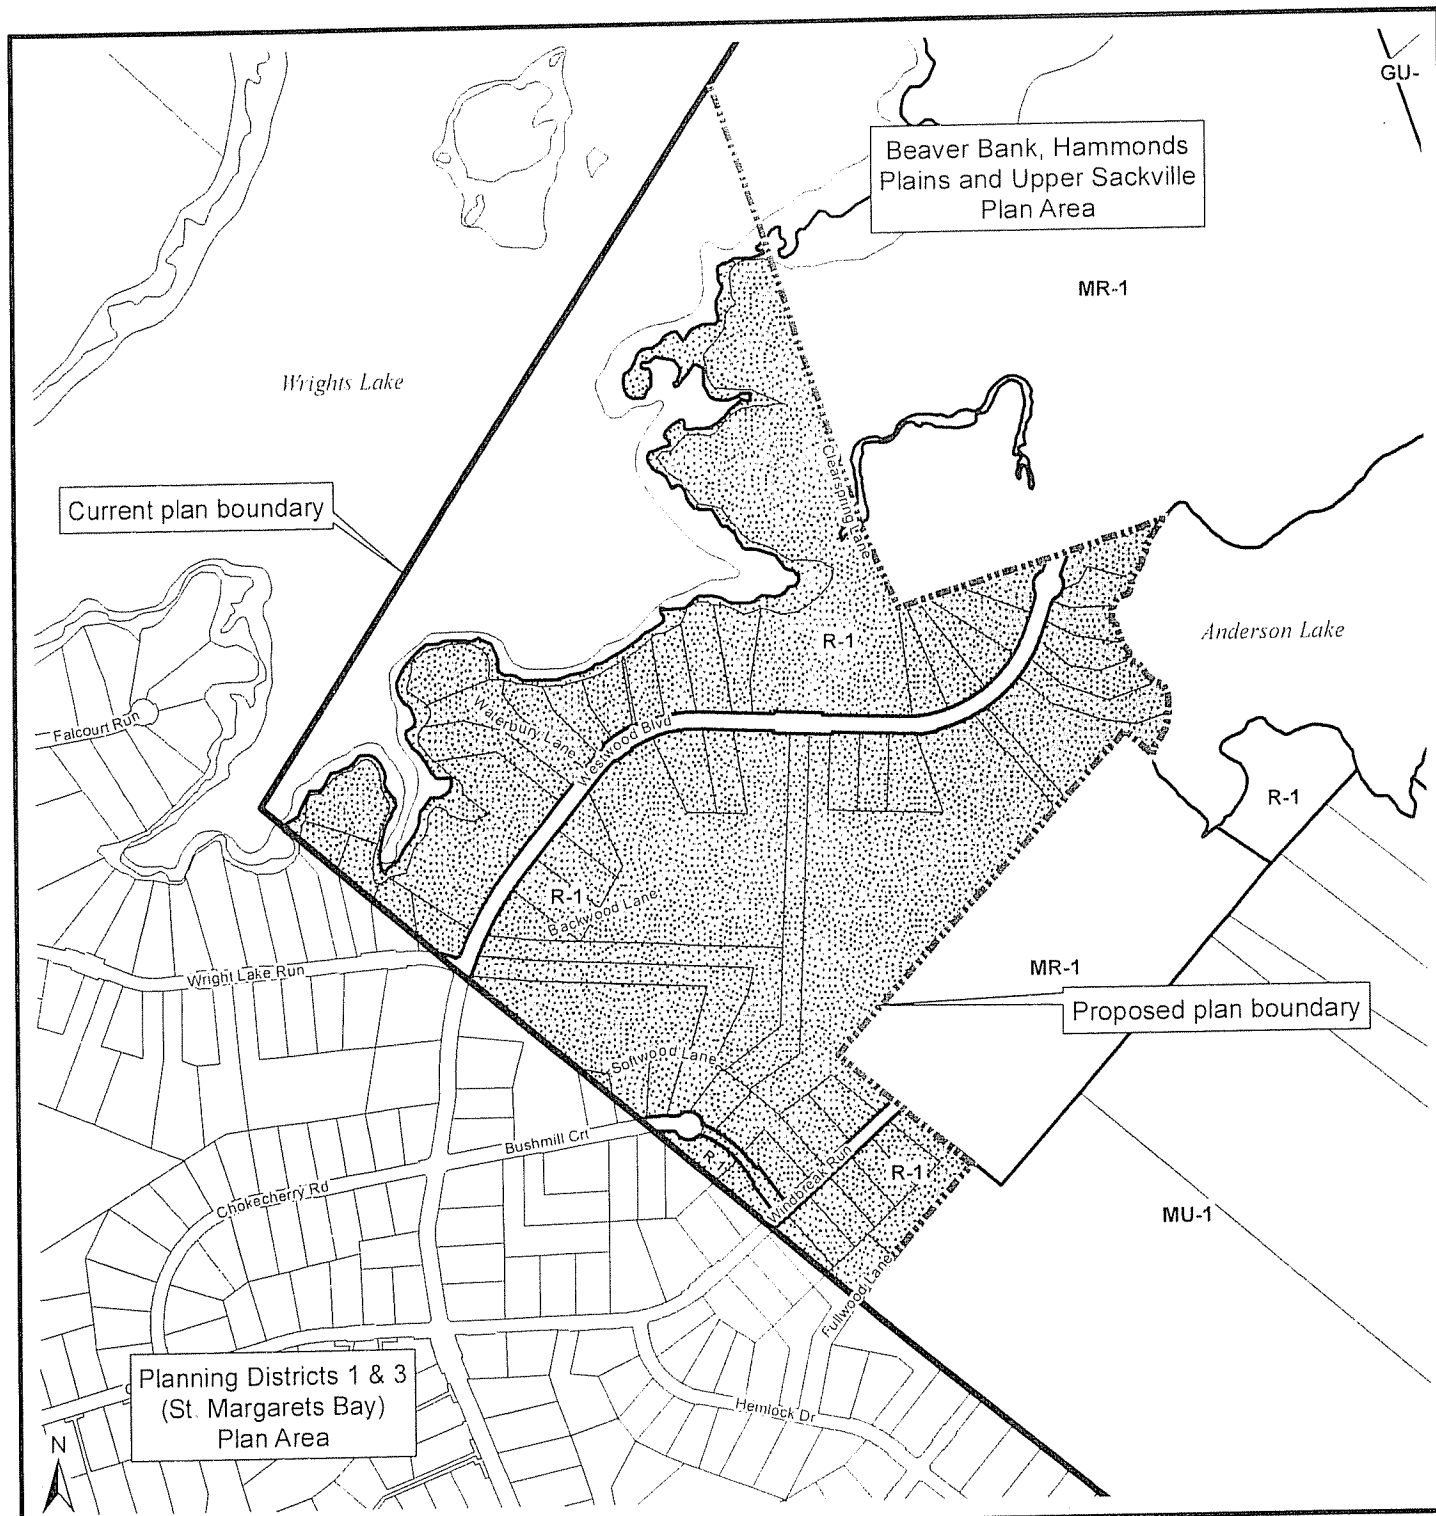 GU-
Beaver Bank, Hammonds
Plains and Upper Sackville
Plan Area
MR-1
Wrights Lake
Clearspring Lane
Current plan boundary
R-1
Anderson Lake
Falcourt Run
Waterbury Lane
Westwood Blvd
R-1
R-1
Backwood Lane
Wright Lake Run
MR-1
Proposed plan boundary
Softwood Lane
Bushmill Crt
R-1
Windbreak Run
R-1
Chokecherry Rd
MU-1
Fullwood Lane
Planning Districts 1 & 3
(St. Margarets Bay)
Plan Area
Hemlock Dr
N